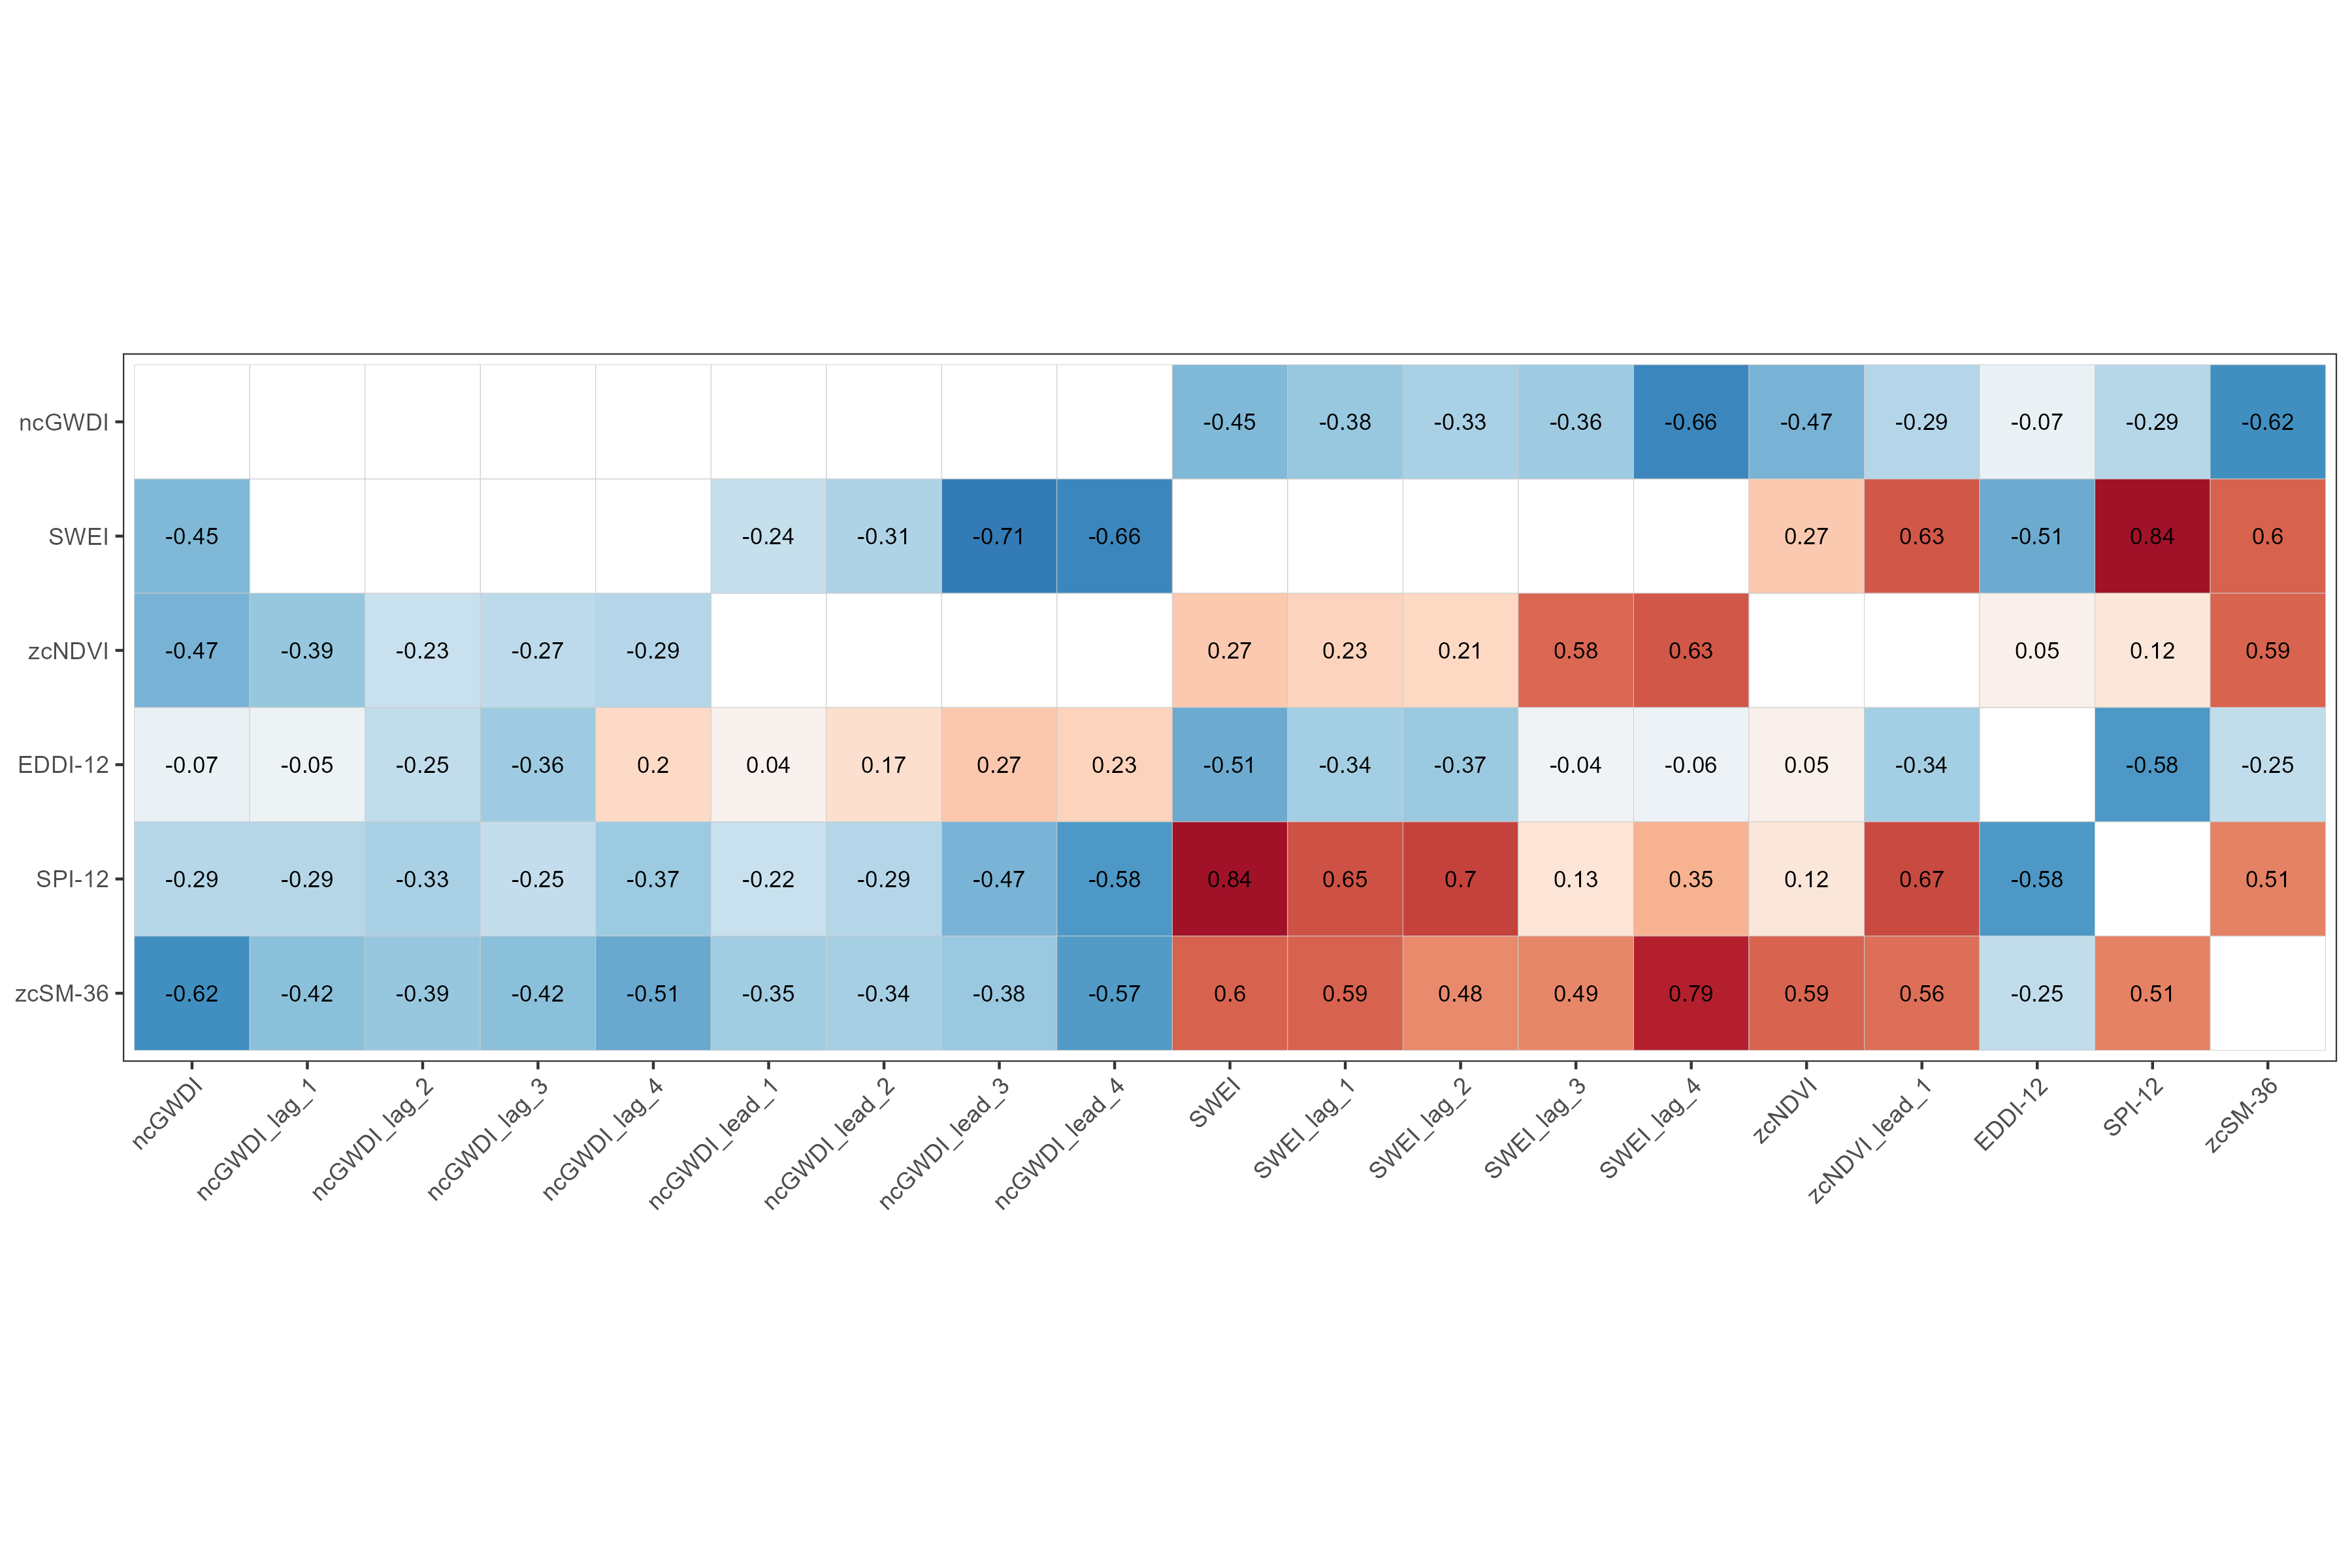 ncGWDI -0.45 -0.38 -0.33 -0.36 -0.66 -0.47 -0.29 -0.07 -0.29 -0.62
SWEI -0.45 -0.24 -0.31 -0.71 -0.66 0.27 0.63 -0.51 0.84 0.6
zcNDVI -0.47 -0.39 -0.23 -0.27 -0.29 0.27 0.23 0.21 0.58 0.63 0.05 0.12 0.59
EDDI-12 -0.07 -0.05 -0.25 -0.36 0.2 0.04 0.17 0.27 0.23 -0.51 -0.34 -0.37 -0.04 -0.06 0.05 -0.34 -0.58 -0.25
SPI-12 -0.29 -0.29 -0.33 -0.25 -0.37 -0.22 -0.29 -0.47 -0.58 0.84 0.65 0.7 0.13 0.35 0.12 0.67 -0.58 0.51
zcSM-36 -0.62 -0.42 -0.39 -0.42 -0.51 -0.35 -0.34 -0.38 -0.57 0.6 0.59 0.48 0.49 0.79 0.59 0.56 -0.25 0.51
ncGWDI ncGWDI_lag_1 ncGWDI_lag_2 ncGWDI_lag_3 ncGWDI_lag_4 ncGWDI_lead_1 ncGWDI_lead_2 ncGWDI_lead_3 ncGWDI_lead_4 SWEI SWEI_lag_1 SWEI_lag_2 SWEI_lag_3 SWEI_lag_4 zcNDVI zcNDVI_lead_1 EDDI-12 SPI-12 zcSM-36